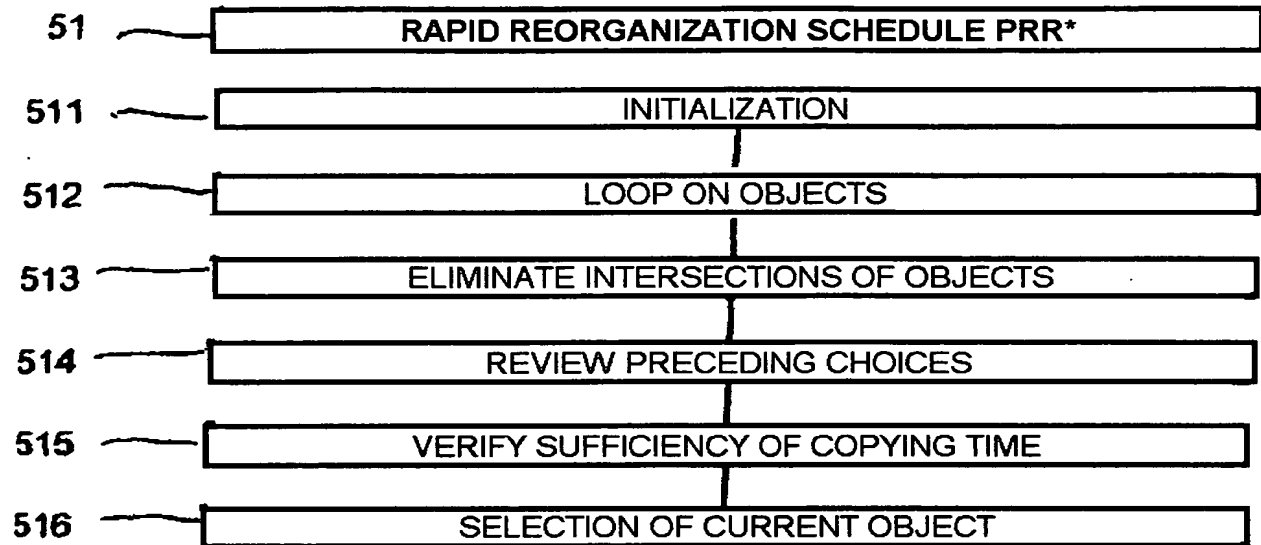 51 RAPID REORGANIZATION SCHEDULE PRR*
511 INITIALIZATION
512 LOOP ON OBJECTS
513 ELIMINATE INTERSECTIONS OF OBJECTS
514 REVIEW PRECEDING CHOICES
515 VERIFY SUFFICIENCY OF COPYING TIME
516 SELECTION OF CURRENT OBJECT